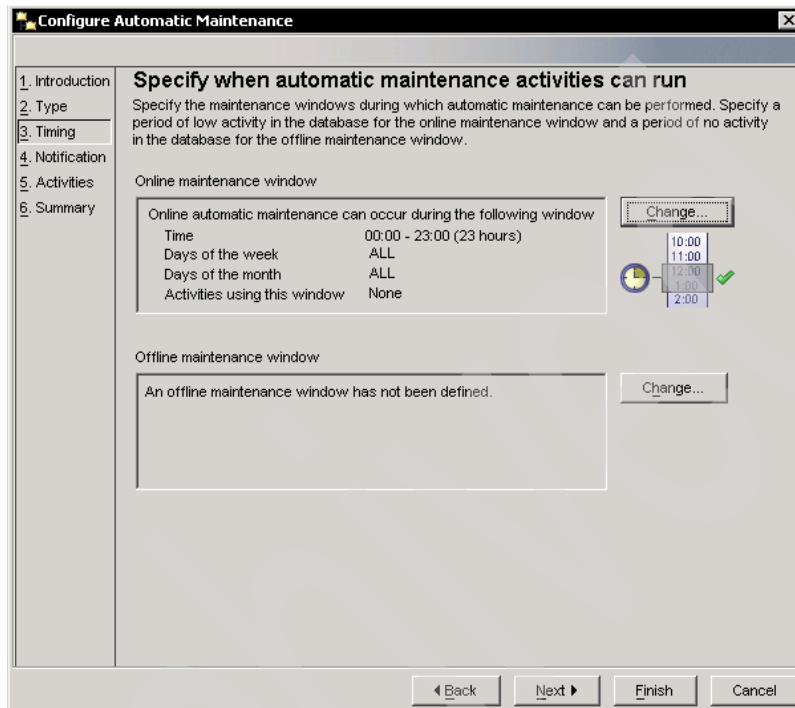 Configure Automatic Maintenance
1. Introduction
2. Type
3. Timing
4. Notification
5. Activities
6. Summary
Specify when automatic maintenance activities can run
Specify the maintenance windows during which automatic maintenance can be performed. Specify a
period of low activity in the database for the online maintenance window and a period of no activity
in the database for the offline maintenance window.
Online maintenance window
Online automatic maintenance can occur during the following window
Time 00:00 - 23:00 (23 hours)
Days of the week ALL
Days of the month ALL
Activities using this window None
Change...
10:00
11:00
12:00
1:00
2:00
Offline maintenance window
An offline maintenance window has not been defined.
Change...
Back Next Finish Cancel